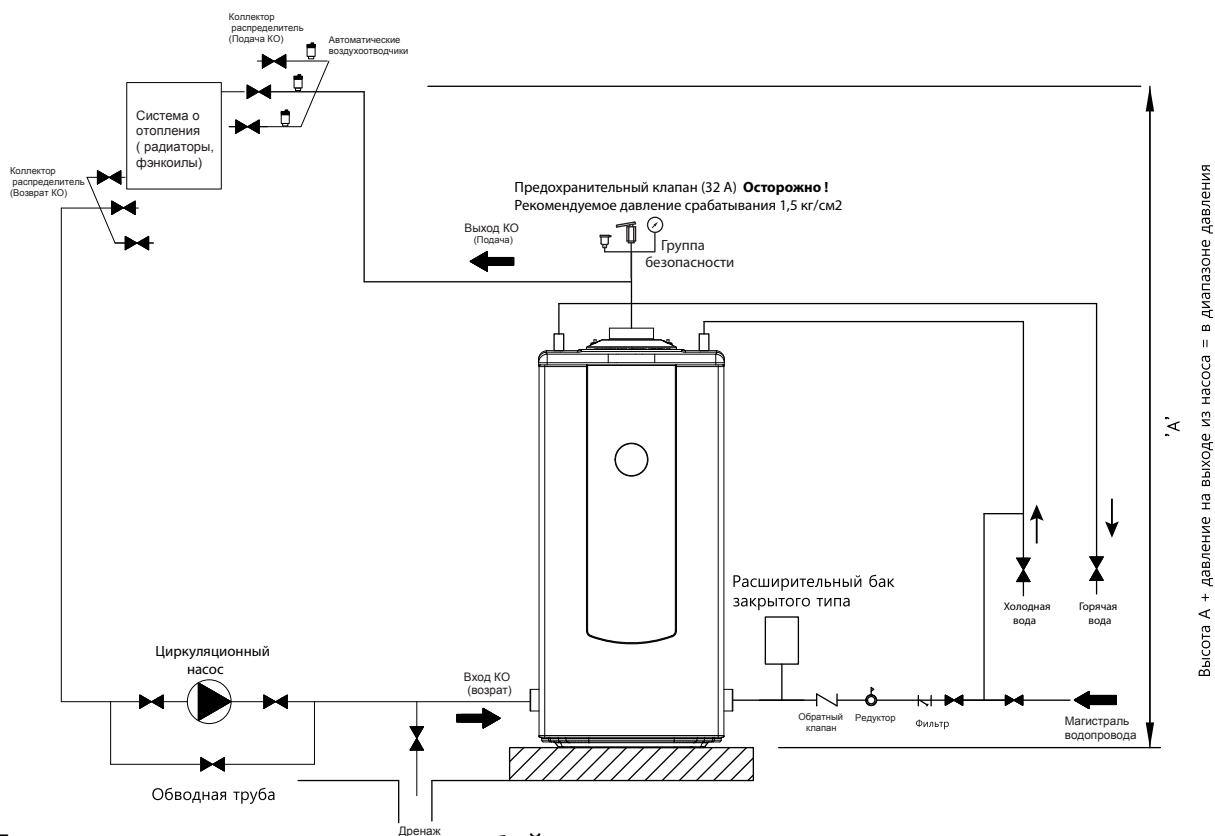 Коллектор
распределитель
(Подача КО)
Автоматические
воздухоотводчики
Система о
отопления
( радиаторы,
фэнкоилы)
Коллектор
распределитель
(Возврат КО)
Предохранительный клапан (32 А) Осторожно !
Рекомендуемое давление срабатывания 1,5 кг/см2
Выход КО
(Подача)
Группа
безопасности
'А'
Высота А + давление на выходе из насоса = в диапазоне давления
Расширительный бак
закрытого типа
Холодная
вода
Горячая
вода
Циркуляционный
насос
Вход КО
(возрат)
Обратный
клапан
Редуктор
Фильтр
Магистраль
водопровода
Обводная труба
Дренаж